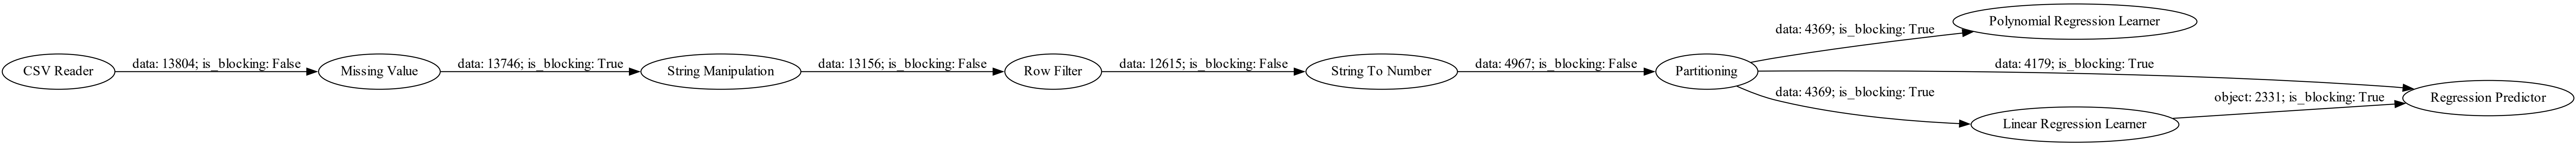 CSV Reader
data: 13804; is_blocking: False
Missing Value
data: 13746; is_blocking: True
String Manipulation
data: 13156; is_blocking: False
Row Filter
data: 12615; is_blocking: False
String To Number
data: 4967; is_blocking: False
Partitioning
data: 4369; is_blocking: True
Polynomial Regression Learner
data: 4179; is_blocking: True
data: 4369; is_blocking: True
Linear Regression Learner
object: 2331; is_blocking: True
Regression Predictor